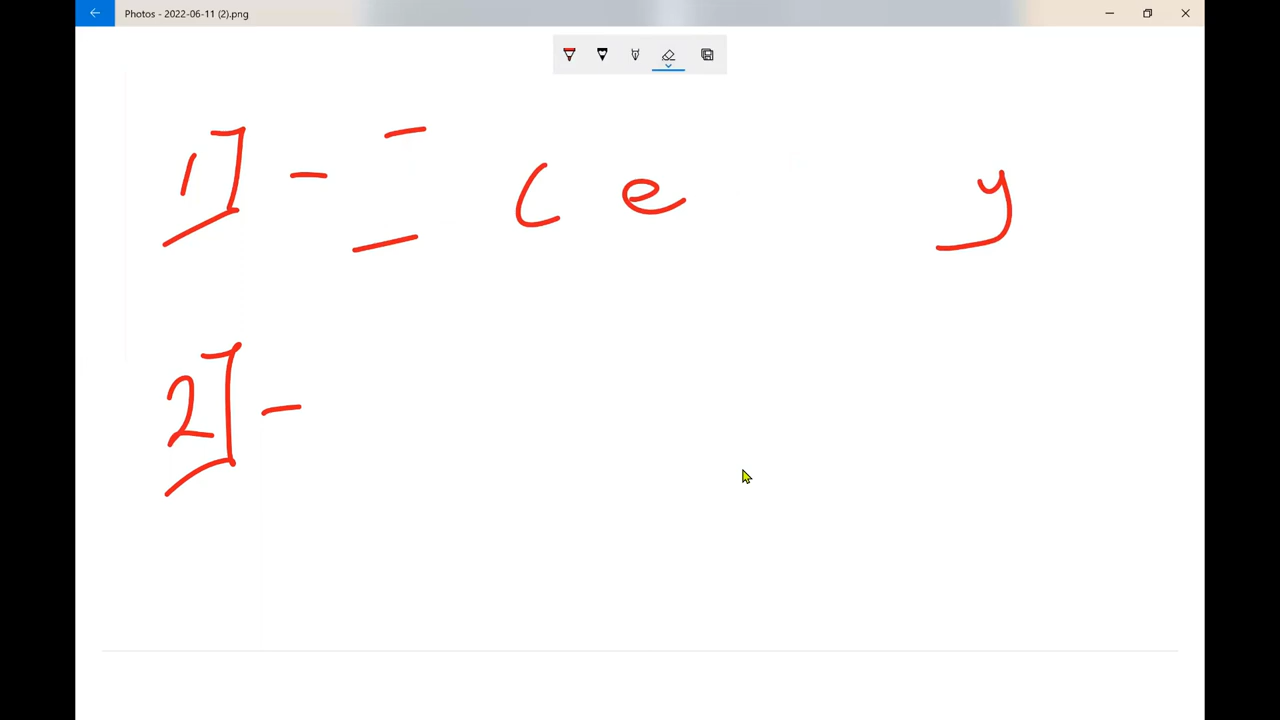 Photos - 2022-06-11 (2).png
1] - C e y
2] -